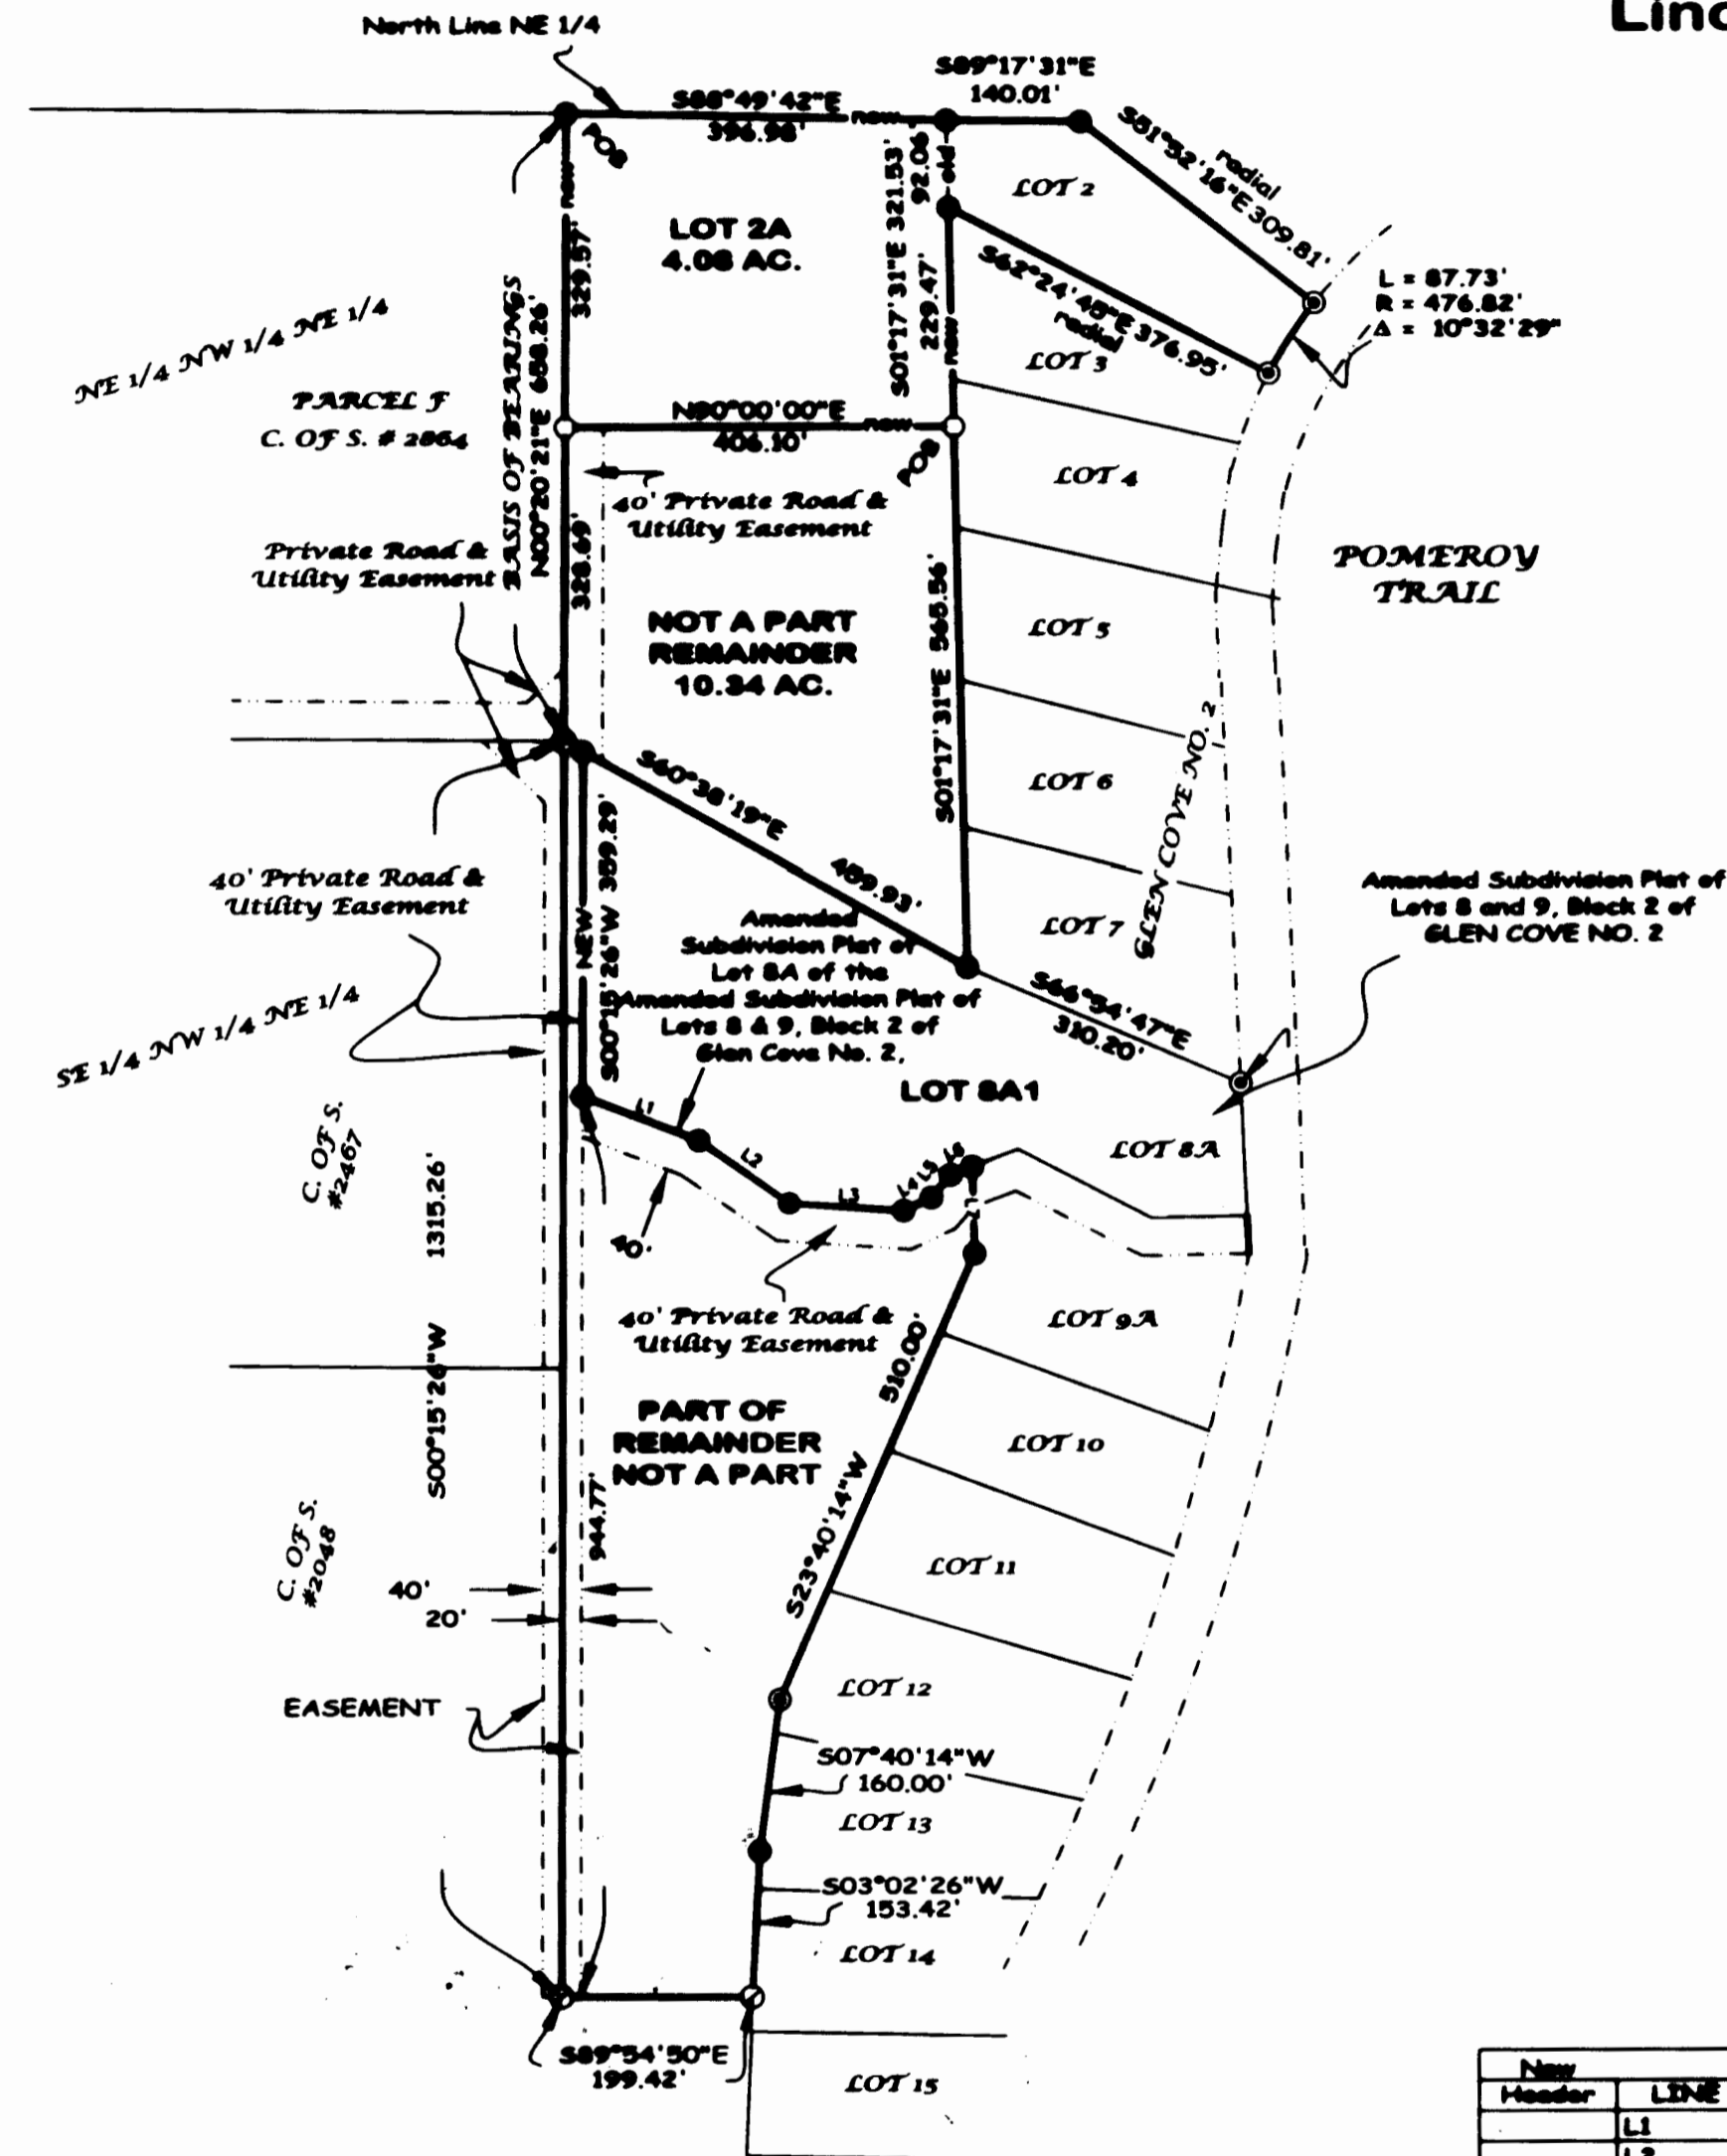 North Line NE 1/4
S89°17'31"E
140.01'
S88°49'42"E
396.98'
new
POB
S51°52'16"E 309.81'
radial
new
329.57'
LOT 2A
4.08 AC.
S01°17'31"E 321.53'
92.06
old
229.47'
new
LOT 2
S62°24'45"E 376.95'
radial
L = 87.73'
R = 476.82'
Δ = 10°32'29"
LOT 3
NE 1/4 NW 1/4 NE 1/4
PARCEL F
C. OF S. # 2864
BASIS OF BEARINGS
N00°20'21"E 658.26'
N90°00'00"E
406.10'
new
POB
LOT 4
40' Private Road &
Utility Easement
328.69'
Private Road &
Utility Easement
POMEROY
TRAIL
NOT A PART
REMAINDER
10.34 AC.
S01°17'31"E 565.56'
LOT 5
GLEN COVE NO. 2
LOT 6
S60°38'19"E
459.93'
40' Private Road &
Utility Easement
NEW
S00°15'26"W 359.29'
LOT 7
Amended Subdivision Plat of
Lots 8 and 9, Block 2 of
GLEN COVE NO. 2
Amended
Subdivision Plat of
Lot 8A of the
Amended Subdivision Plat of
Lots 8 & 9, Block 2 of
Glen Cove No. 2,
S66°54'47"E
310.20'
SE 1/4 NW 1/4 NE 1/4
LOT 8A1
L1
L2
L3
L4
L5
L6
L7
LOT 8A
C. OF S.
#2467
1315.26'
S00°15'26"W
40'
40' Private Road &
Utility Easement
LOT 9A
510.00'
S23°40'14"W
PART OF
REMAINDER
NOT A PART
LOT 10
944.77'
C. OF S.
#2048
LOT 11
40'
20'
EASEMENT
LOT 12
S07°40'14"W
160.00'
LOT 13
S03°02'26"W
153.42'
LOT 14
S89°54'50"E
199.42'
LOT 15
New
Header LINE
L1